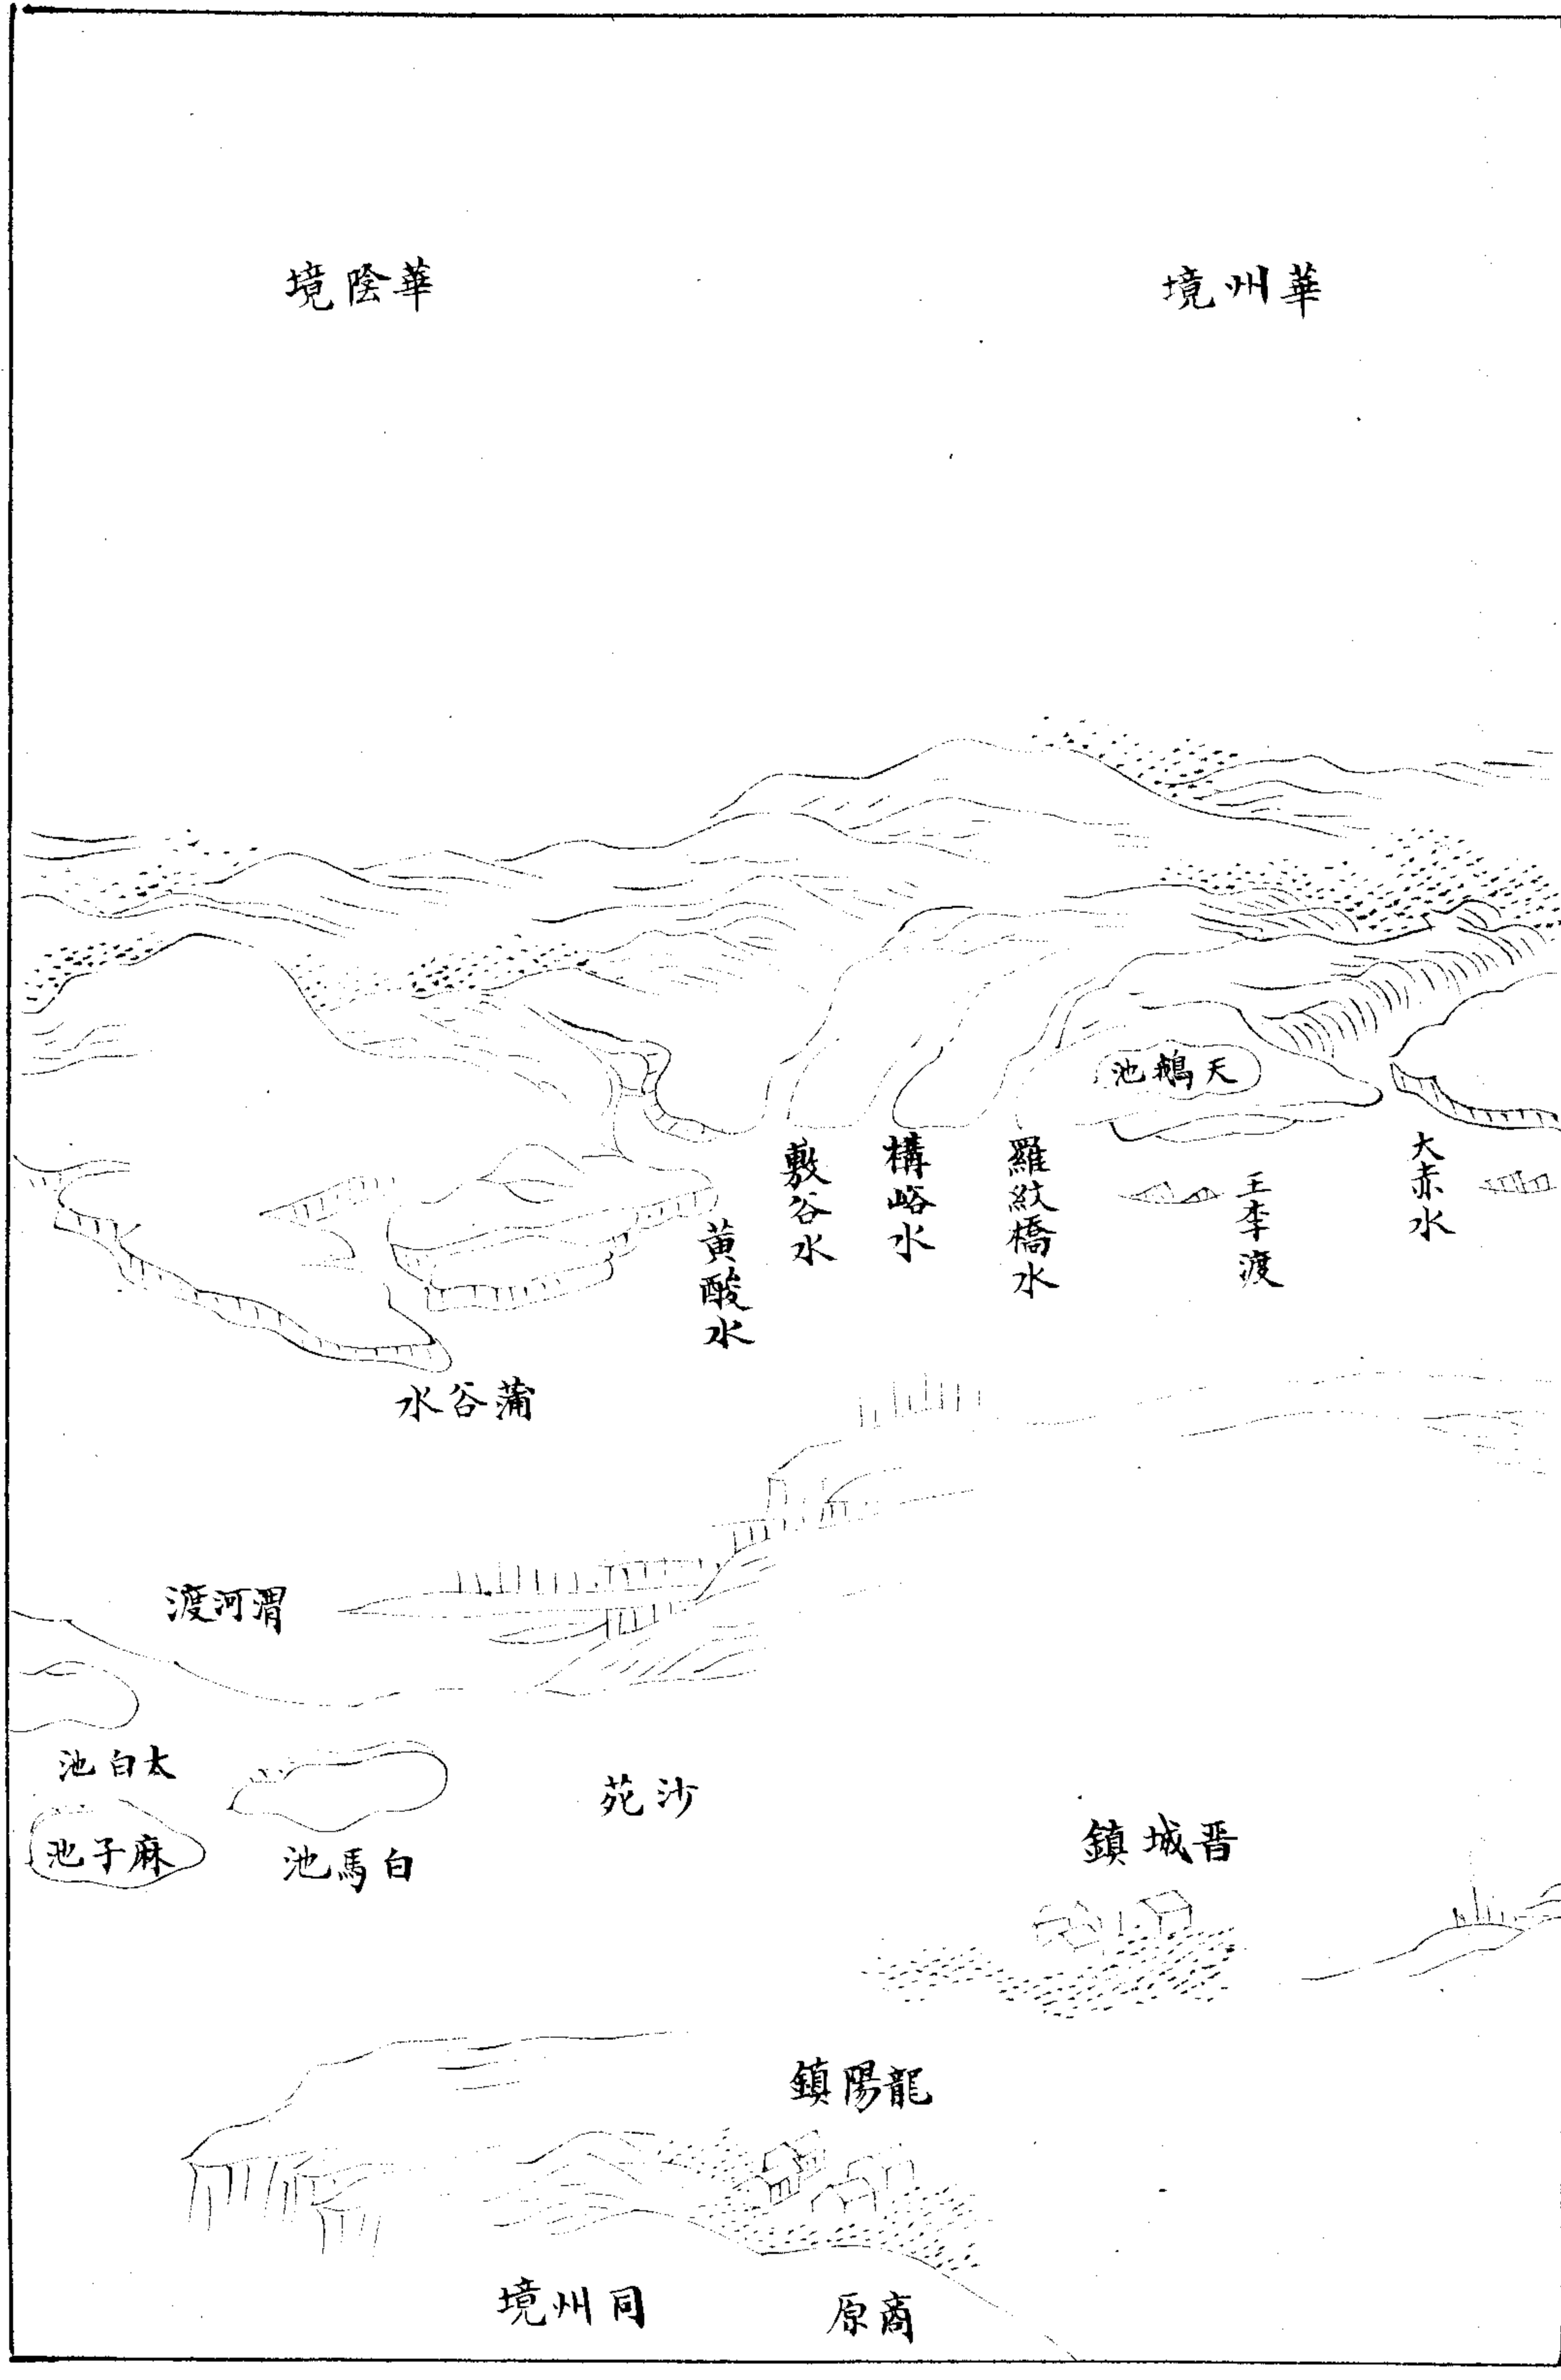 華州境
華陰境
天鵝池
大赤水
王李渡
羅紋橋水
構峪水
敷谷水
黃酸水
蒲谷水
渭河渡
太白池
麻子池
白馬池
沙苑
晋城鎮
龍陽鎮
商原
同州境